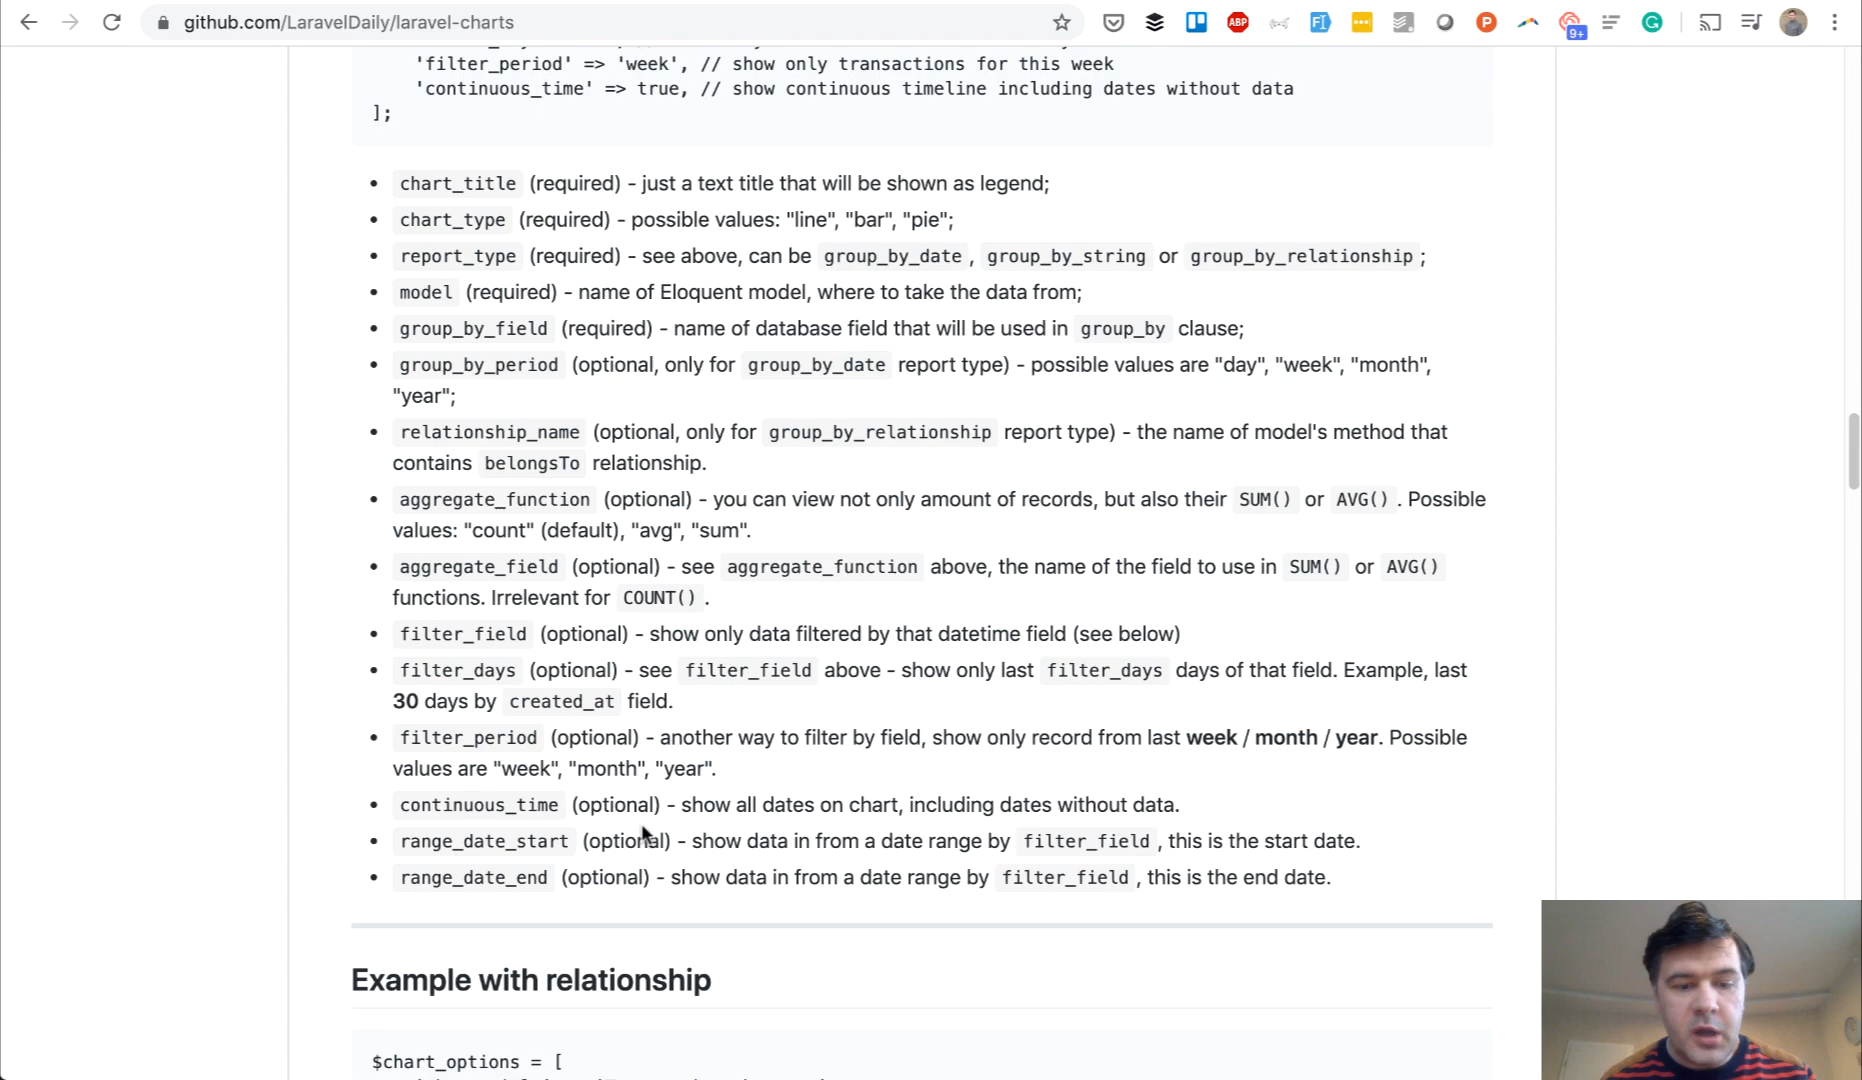 github.com/LaravelDaily/laravel-charts
ABP
9+
'filter_period' => 'week', // show only transactions for this week
'continuous_time' => true, // show continuous timeline including dates without data
];
• chart_title (required) - just a text title that will be shown as legend;
• chart_type (required) - possible values: "line", "bar", "pie";
• report_type (required) - see above, can be group_by_date, group_by_string or group_by_relationship;
• model (required) - name of Eloquent model, where to take the data from;
• group_by_field (required) - name of database field that will be used in group_by clause;
• group_by_period (optional, only for group_by_date report type) - possible values are "day", "week", "month",
"year";
• relationship_name (optional, only for group_by_relationship report type) - the name of model's method that
contains belongsTo relationship.
• aggregate_function (optional) - you can view not only amount of records, but also their SUM() or AVG(). Possible
values: "count" (default), "avg", "sum".
• aggregate_field (optional) - see aggregate_function above, the name of the field to use in SUM() or AVG()
functions. Irrelevant for COUNT().
• filter_field (optional) - show only data filtered by that datetime field (see below)
• filter_days (optional) - see filter_field above - show only last filter_days days of that field. Example, last
30 days by created_at field.
• filter_period (optional) - another way to filter by field, show only record from last week / month / year. Possible
values are "week", "month", "year".
• continuous_time (optional) - show all dates on chart, including dates without data.
• range_date_start (optional) - show data in from a date range by filter_field, this is the start date.
• range_date_end (optional) - show data in from a date range by filter_field, this is the end date.
Example with relationship
$chart_options = [